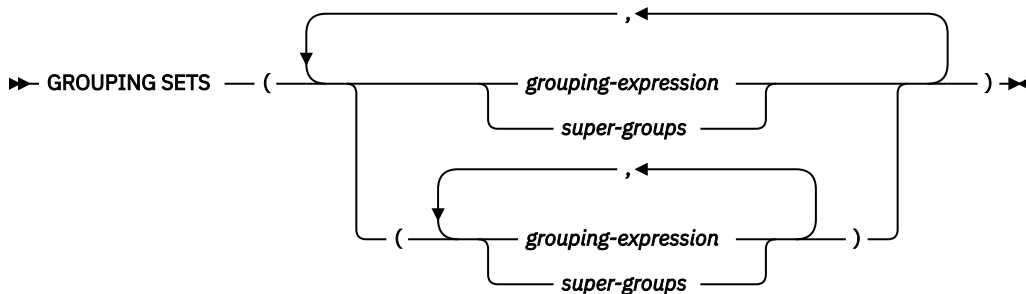 ,
GROUPING SETS ( grouping-expression )
super-groups
,
( grouping-expression )
super-groups